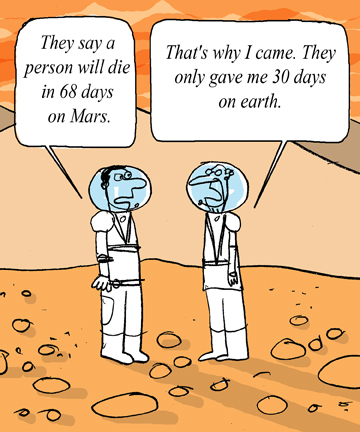 They say a
person will die
in 68 days
on Mars.
That's why I came. They
only gave me 30 days
on earth.